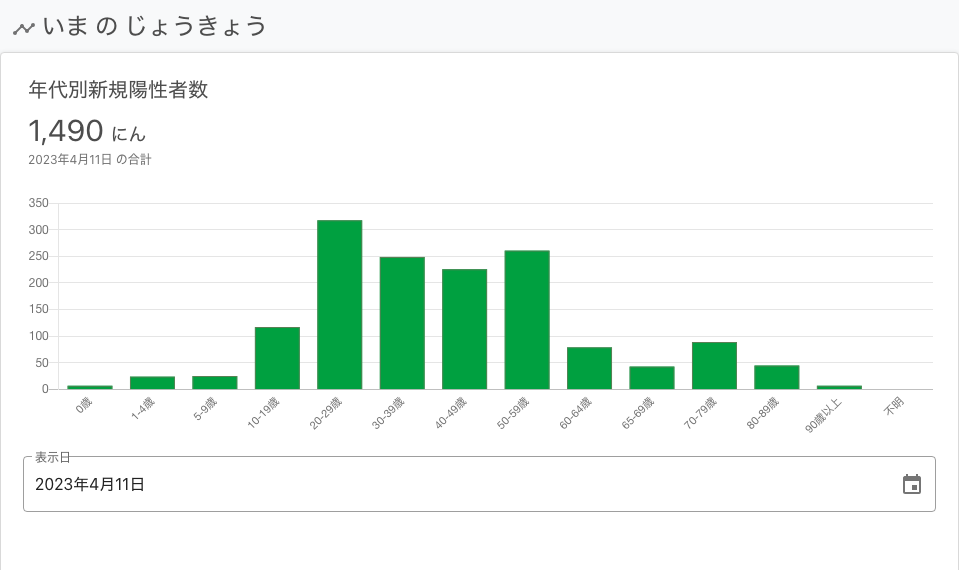 いま の じょうきょう
年代別新規陽性者数
1,490 にん
2023年4月11日 の合計
350
300
250
200
150
100
50
0
0歳
1-4歳
5-9歳
10-19歳
20-29歳
30-39歳
40-49歳
50-59歳
60-64歳
65-69歳
70-79歳
80-89歳
90歳以上
不明
表示日
2023年4月11日